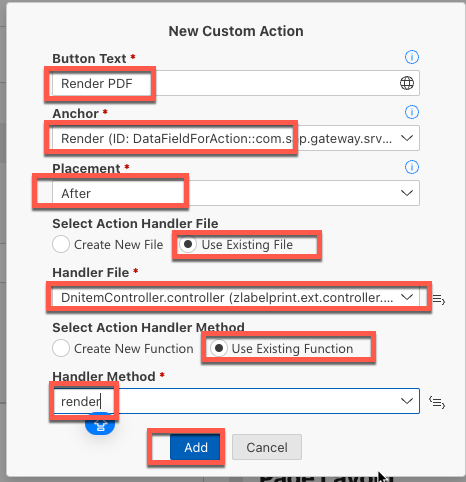 New Custom Action
Button Text *
Render PDF
Anchor *
Render (ID: DataFieldForAction::com.sap.gateway.srv...
Placement *
After
Select Action Handler File
Create New File
Use Existing File
Handler File *
DnitemController.controller (zlabelprint.ext.controller....
Select Action Handler Method
Create New Function
Use Existing Function
Handler Method *
render
Add
Cancel
Page Layout